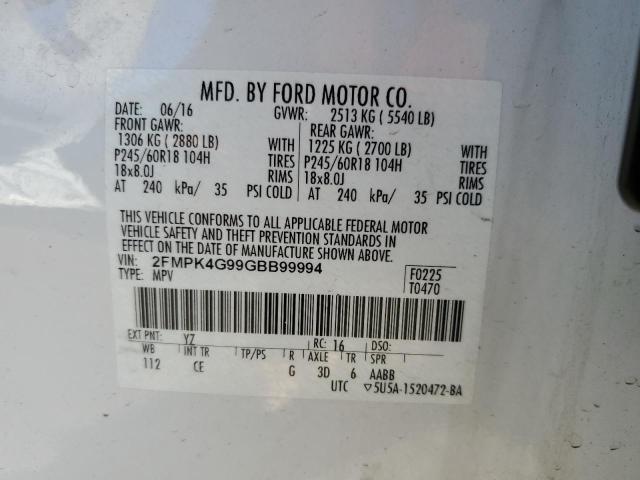 MFD. BY FORD MOTOR CO.
DATE: 06/16 GVWR: 2513 KG ( 5540 LB)
FRONT GAWR: REAR GAWR:
1306 KG ( 2880 LB) WITH 1225 KG ( 2700 LB) WITH
P245/60R18 104H TIRES P245/60R18 104H TIRES
18x8.0J RIMS 18x8.0J RIMS
AT 240 kPa/ 35 PSI COLD AT 240 kPa/ 35 PSI COLD
THIS VEHICLE CONFORMS TO ALL APPLICABLE FEDERAL MOTOR
VEHICLE SAFETY AND THEFT PREVENTION STANDARDS IN
EFFECT ON THE DATE OF MANUFACTURE SHOWN ABOVE.
VIN: 2FMPK4G99GBB99994 F0225
TYPE: MPV T0470
EXT PNT: YZ RC: 16 DSO:
WB INT TR TP/PS R AXLE TR SPR
112 CE G 3D 6 AABB
UTC ▽5U5A-1520472-BA